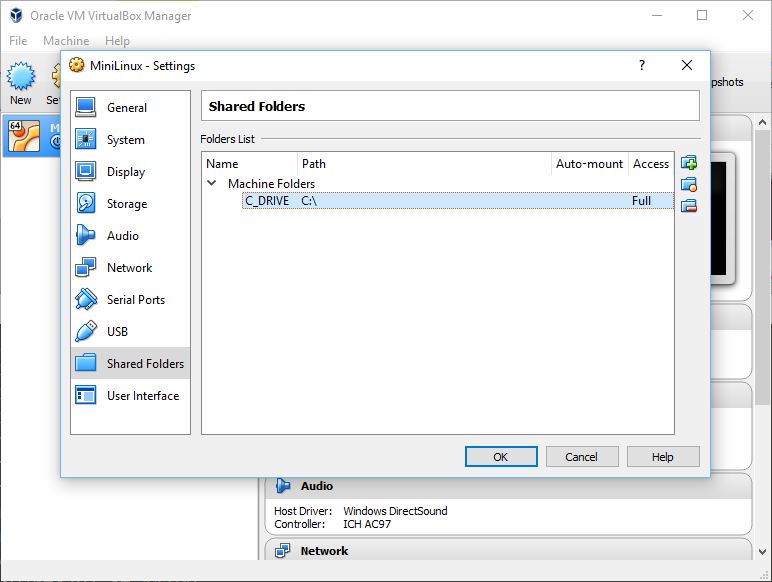 Oracle VM VirtualBox Manager
File Machine Help
New
pshots
64
MiniLinux - Settings
?
General
System
Display
Storage
Audio
Network
Serial Ports
USB
Shared Folders
User Interface
Shared Folders
Folders List
Name Path Auto-mount Access
Machine Folders
C_DRIVE C:\ Full
OK Cancel Help
Audio
Host Driver: Windows DirectSound
Controller: ICH AC97
Network